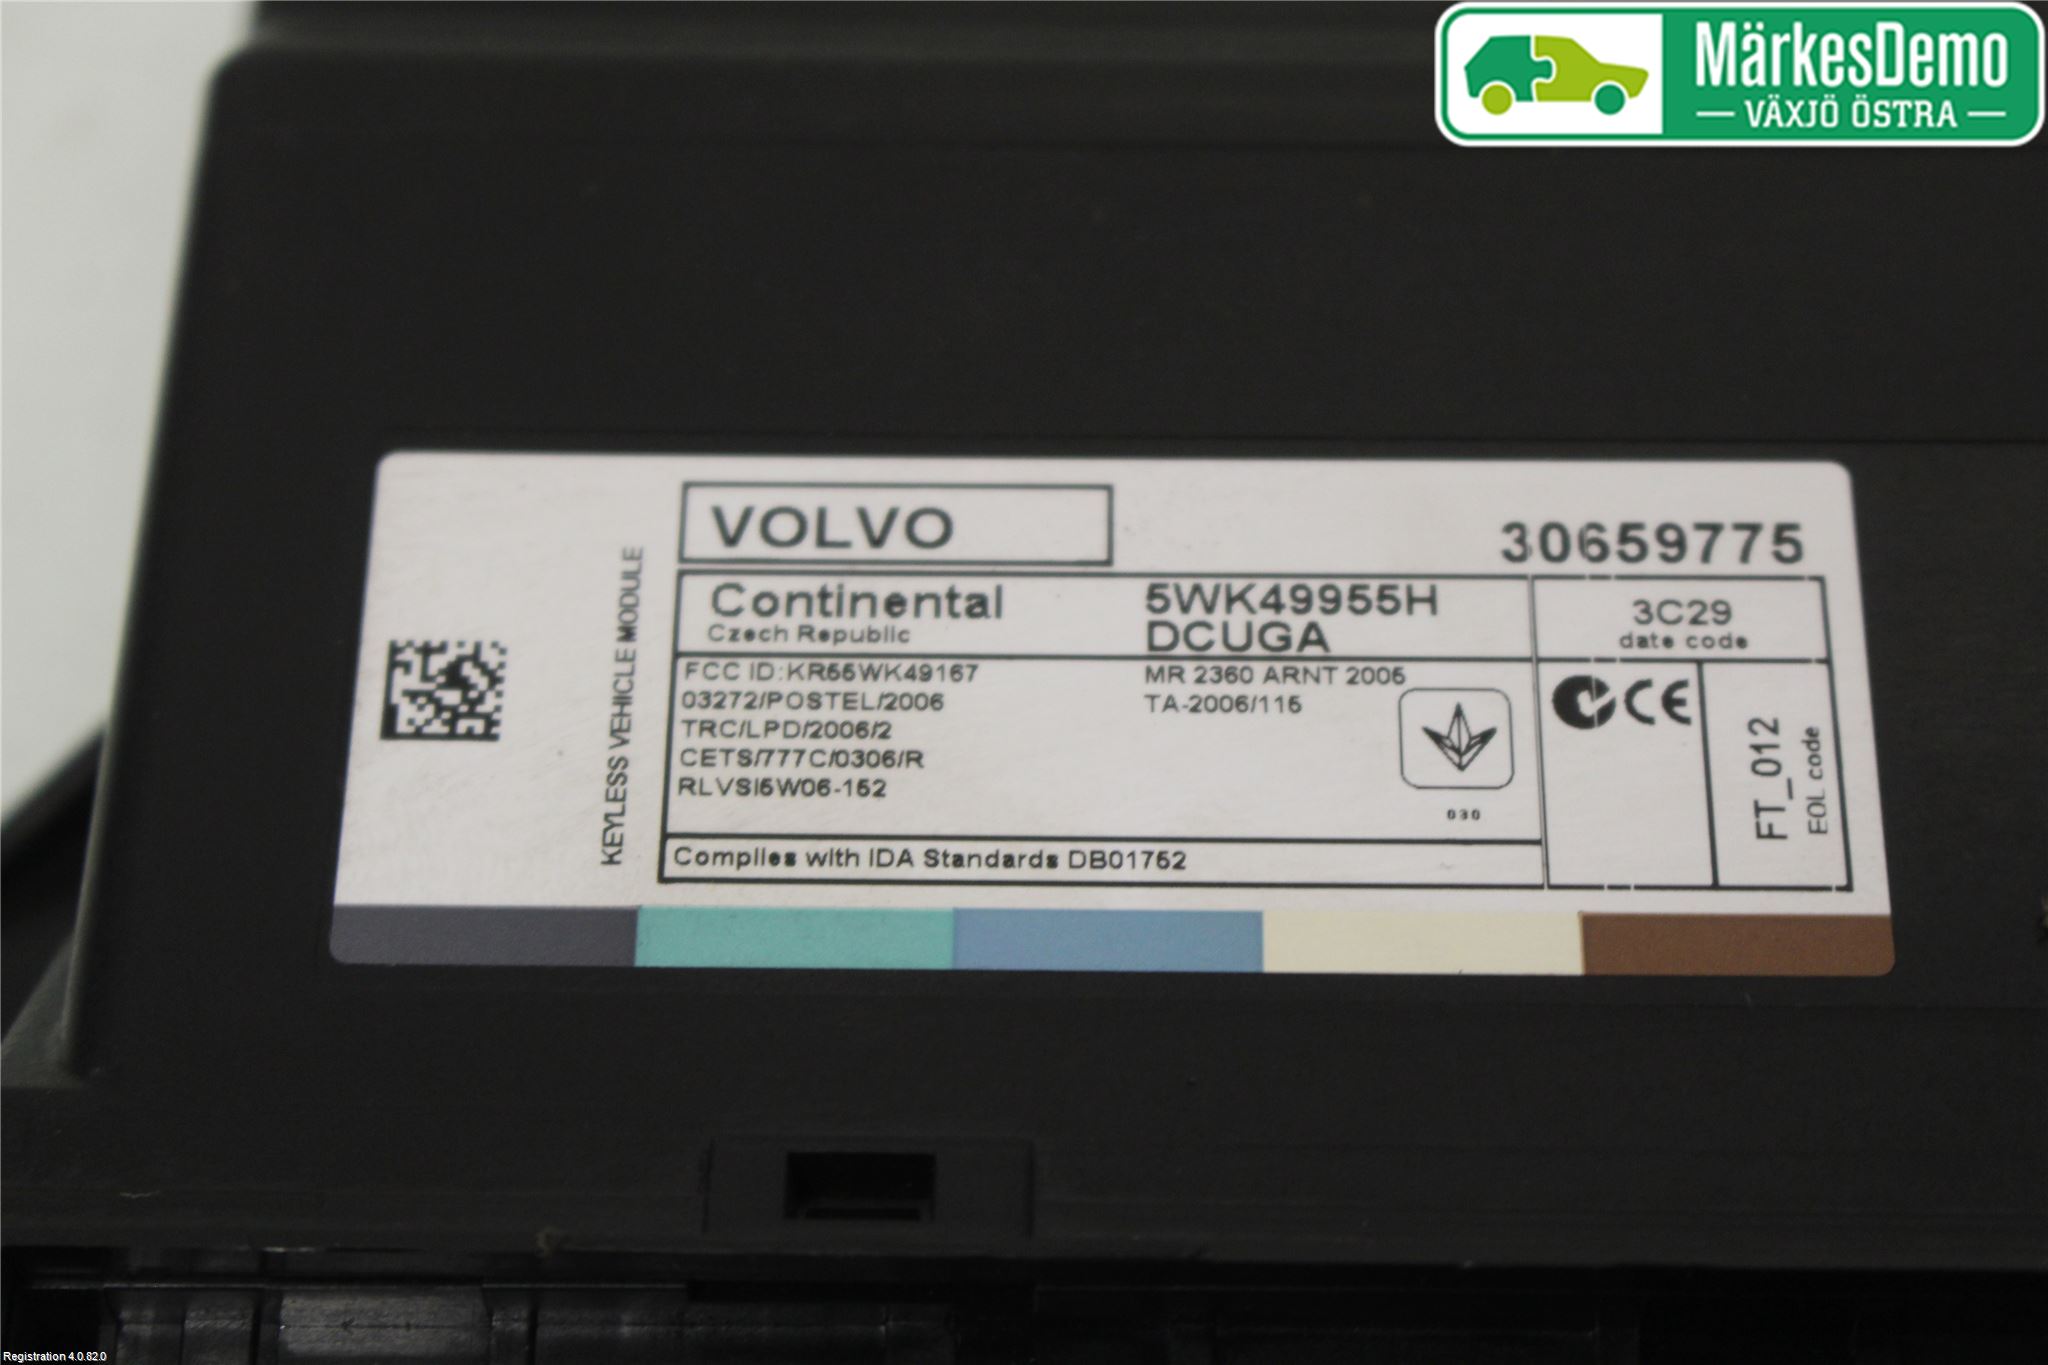 MärkesDemo
VÄXJÖ ÖSTRA
KEYLESS VEHICLE MODULE
VOLVO
30659775
Continental
Czech Republic
5WK49955H
DCUGA
3C29
date code
FCC ID:KR55WK49167
03272/POSTEL/2006
TRC/LPD/2006/2
CETS/777C/0306/R
RLVSI5W06-152
MR 2360 ARNT 2005
TA-2006/115
030
CE
FT_012
EOL code
Complies with IDA Standards DB01752
Registration 4.0.82.0